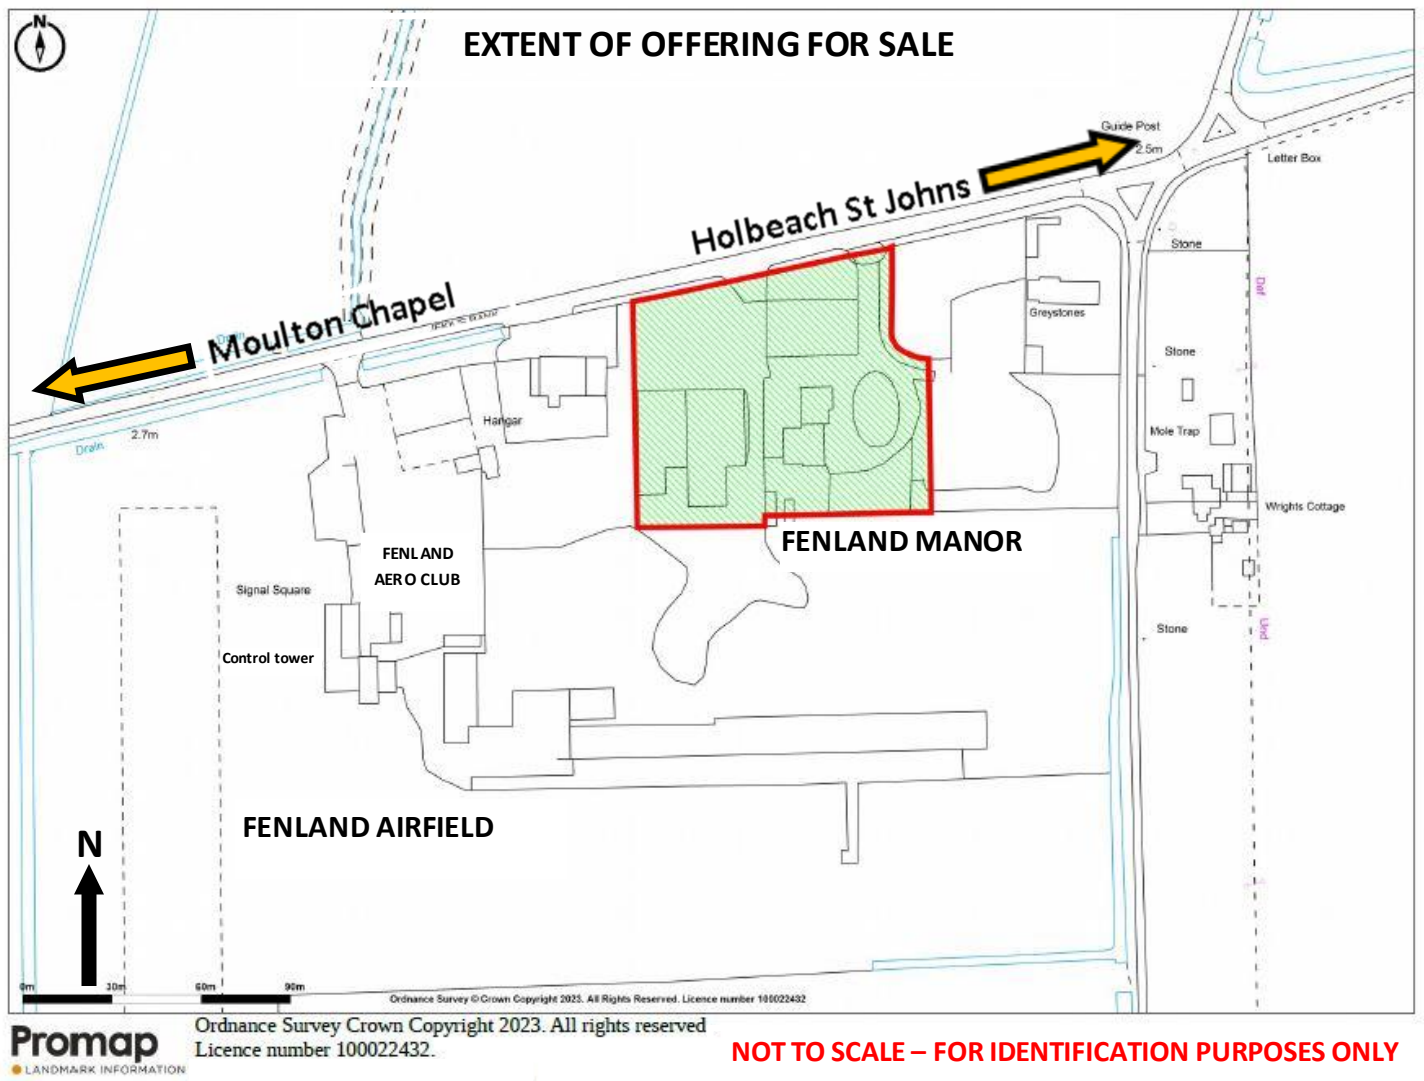 N
EXTENT OF OFFERING FOR SALE
Guide Post
2.5m
Letter Box
Holbeach St Johns
Stone
Def
Moulton Chapel
Drain
Greystones
Stone
Hangar
Mole Trap
2.7m
Drain
Wrights Cottage
FENLAND MANOR
FENLAND
AERO CLUB
Signal Square
Control tower
Stone
Und
FENLAND AIRFIELD
N
0m 30m 60m 90m
Ordnance Survey © Crown Copyright 2023. All Rights Reserved. Licence number 100022432
Promap
LANDMARK INFORMATION
Ordnance Survey Crown Copyright 2023. All rights reserved
Licence number 100022432.
NOT TO SCALE – FOR IDENTIFICATION PURPOSES ONLY